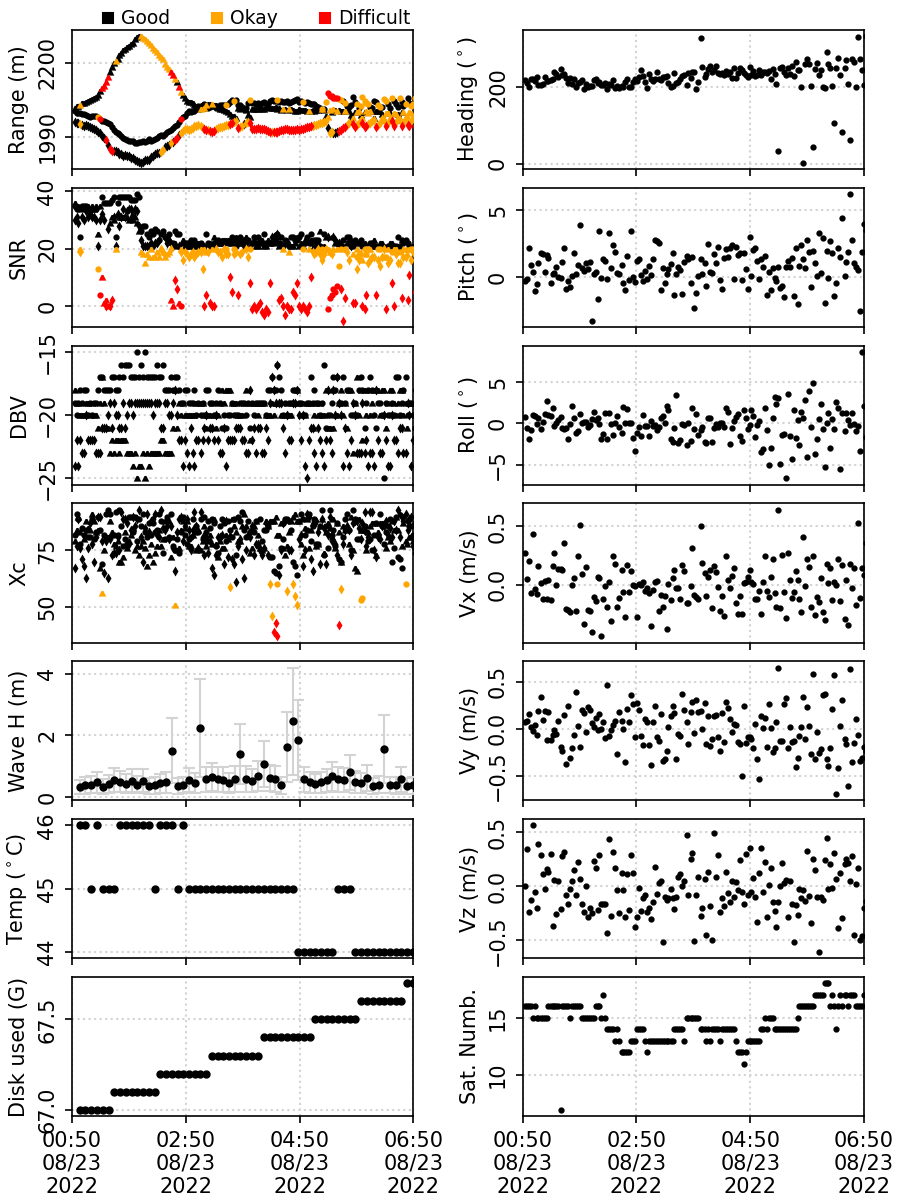 Good Okay Difficult
Range (m)
1200
1990
Heading (°)
200
0
SNR
40
20
0
Pitch (°)
5
0
DBV
−15
−20
−25
Roll (°)
5
0
−5
Xc
75
50
Vx (m/s)
0.5
0.0
Wave H (m)
4
2
0
Vy (m/s)
0.5
0.0
−0.5
Temp (°C)
46
45
44
Vz (m/s)
0.5
0.0
−0.5
Disk used (G)
67.5
67.0
Sat. Numb.
15
10
00:50 02:50 04:50 06:50 00:50 02:50 04:50 06:50
08/23 08/23 08/23 08/23 08/23 08/23 08/23 08/23
2022 2022 2022 2022 2022 2022 2022 2022